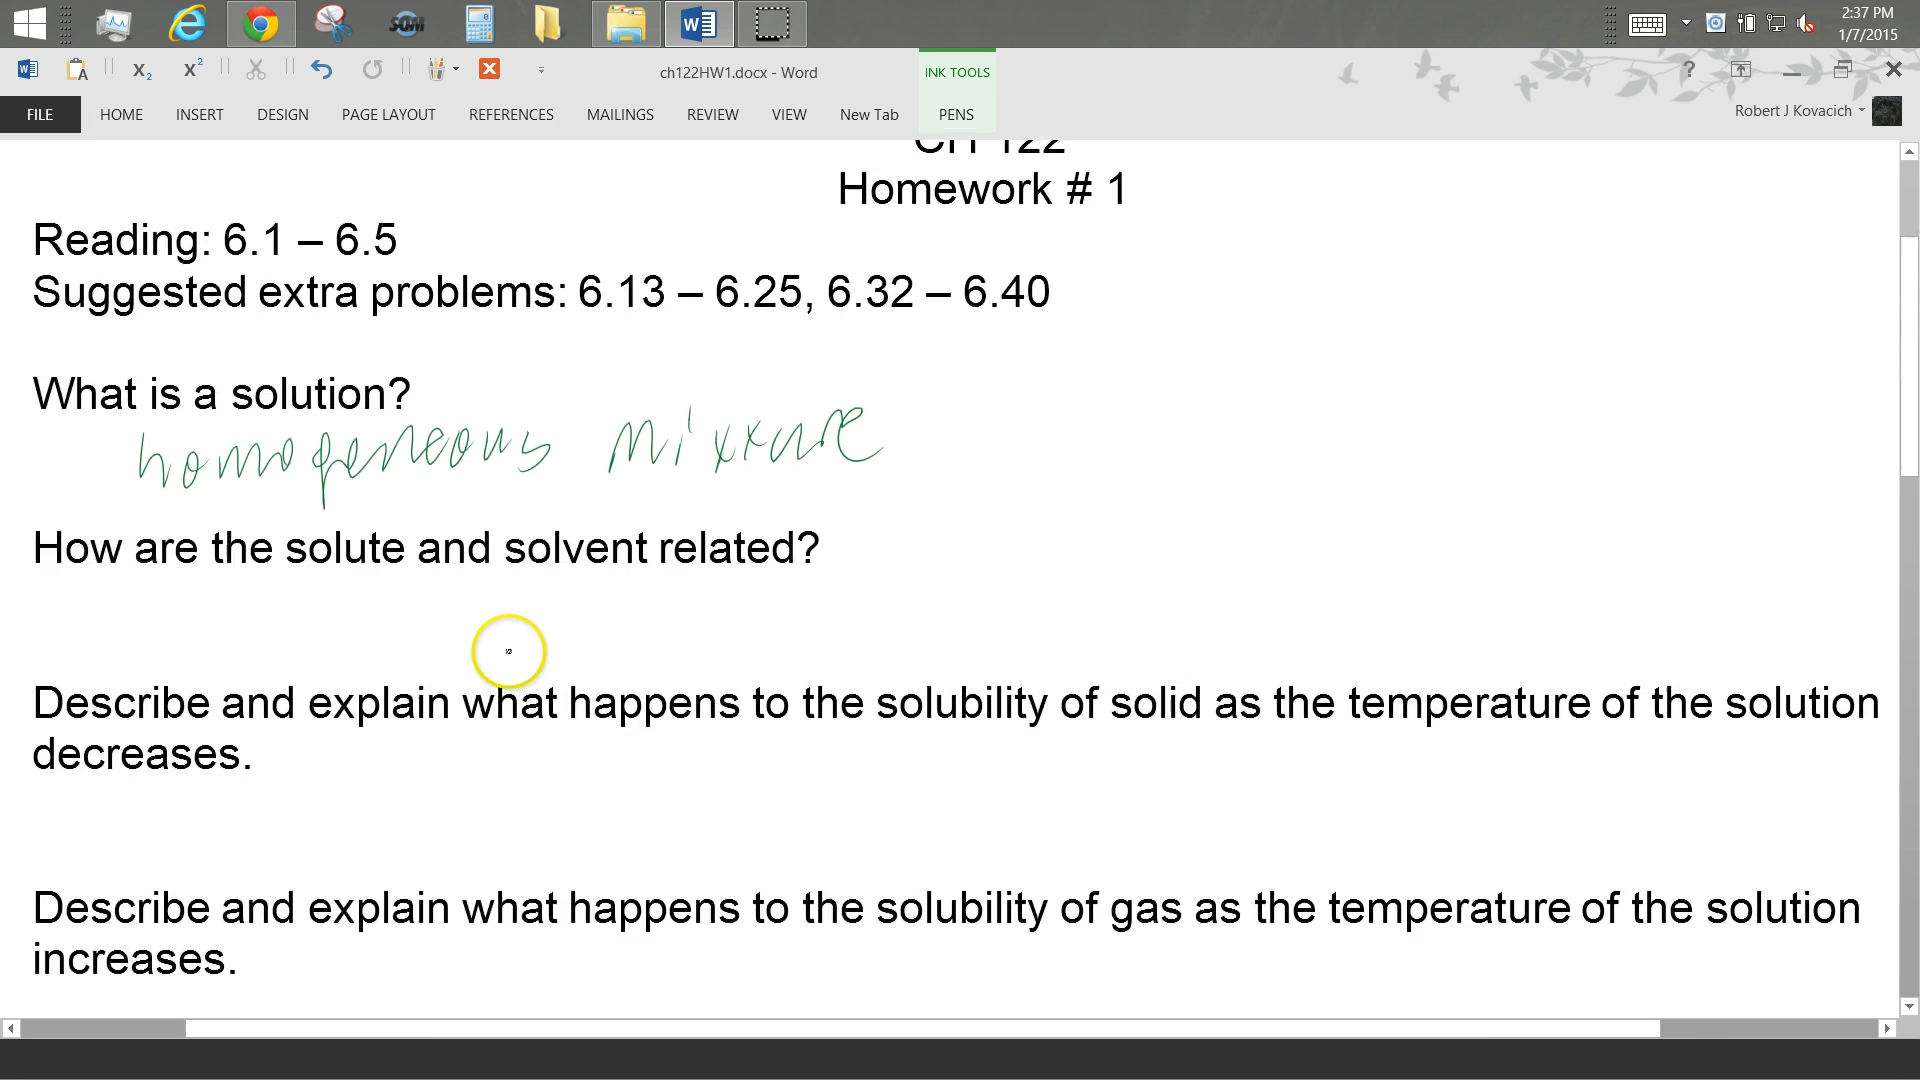 2:37 PM
1/7/2015
SQM
ch122HW1.docx - Word
INK TOOLS
FILE HOME INSERT DESIGN PAGE LAYOUT REFERENCES MAILINGS REVIEW VIEW New Tab PENS
Robert J Kovacich
CH 122
Homework # 1
Reading: 6.1 – 6.5
Suggested extra problems: 6.13 – 6.25, 6.32 – 6.40
What is a solution?
homogeneous mixture
How are the solute and solvent related?
Describe and explain what happens to the solubility of solid as the temperature of the solution
decreases.
Describe and explain what happens to the solubility of gas as the temperature of the solution
increases.